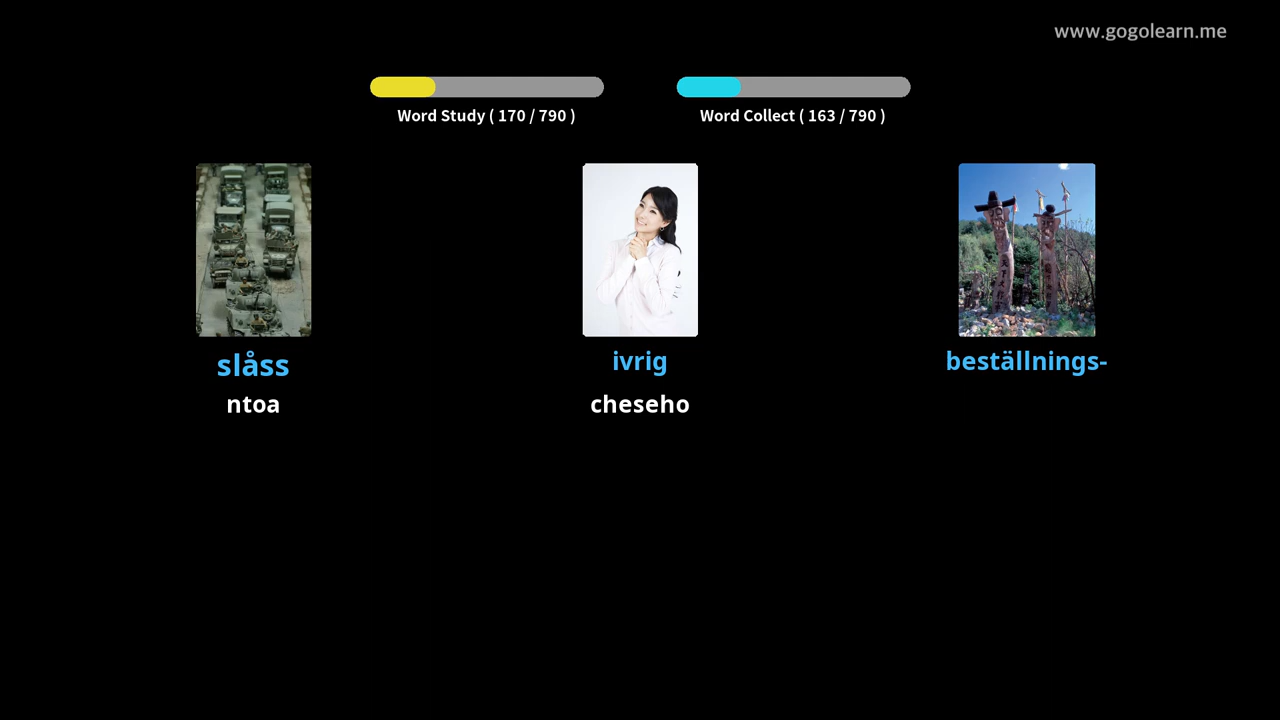 www.gogolearn.me
Word Study ( 170 / 790 )
Word Collect ( 163 / 790 )
slåss
ivrig
beställnings-
ntoa
cheseho